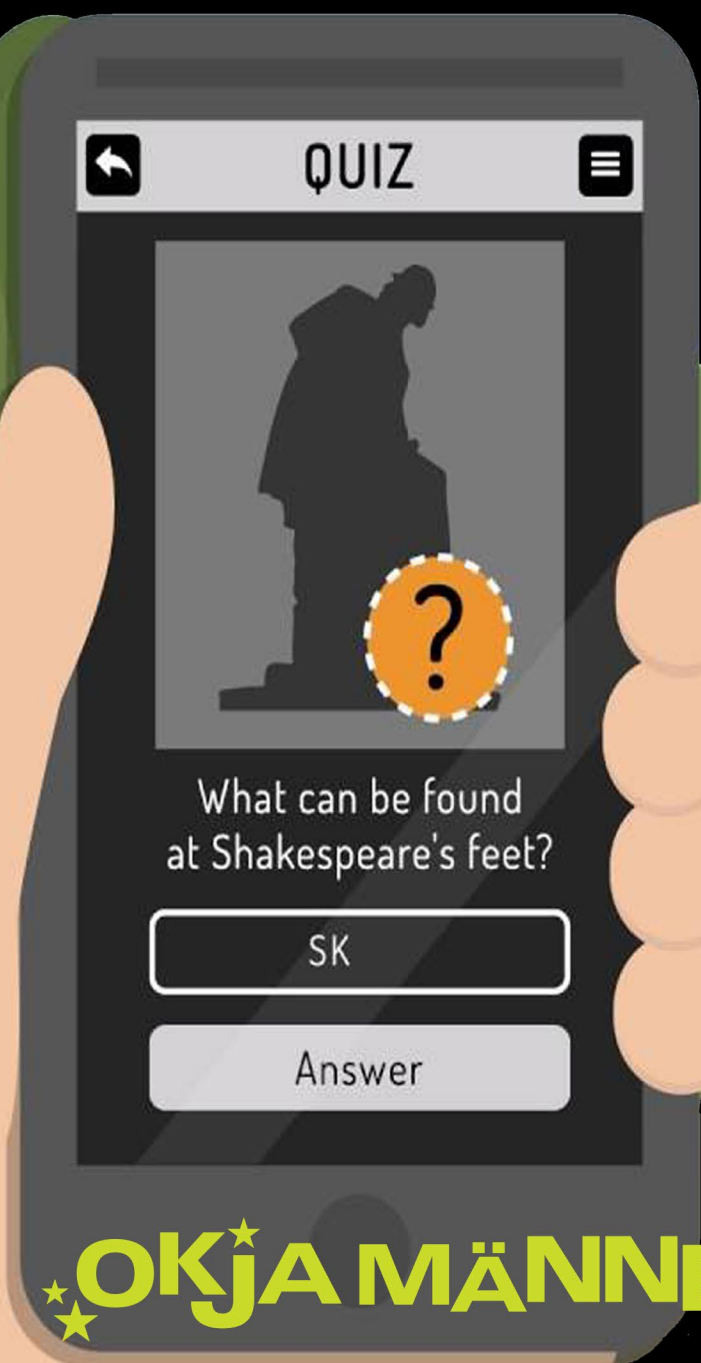 QUIZ
?
What can be found
at Shakespeare's feet?
SK
Answer
OKJA MÄNN